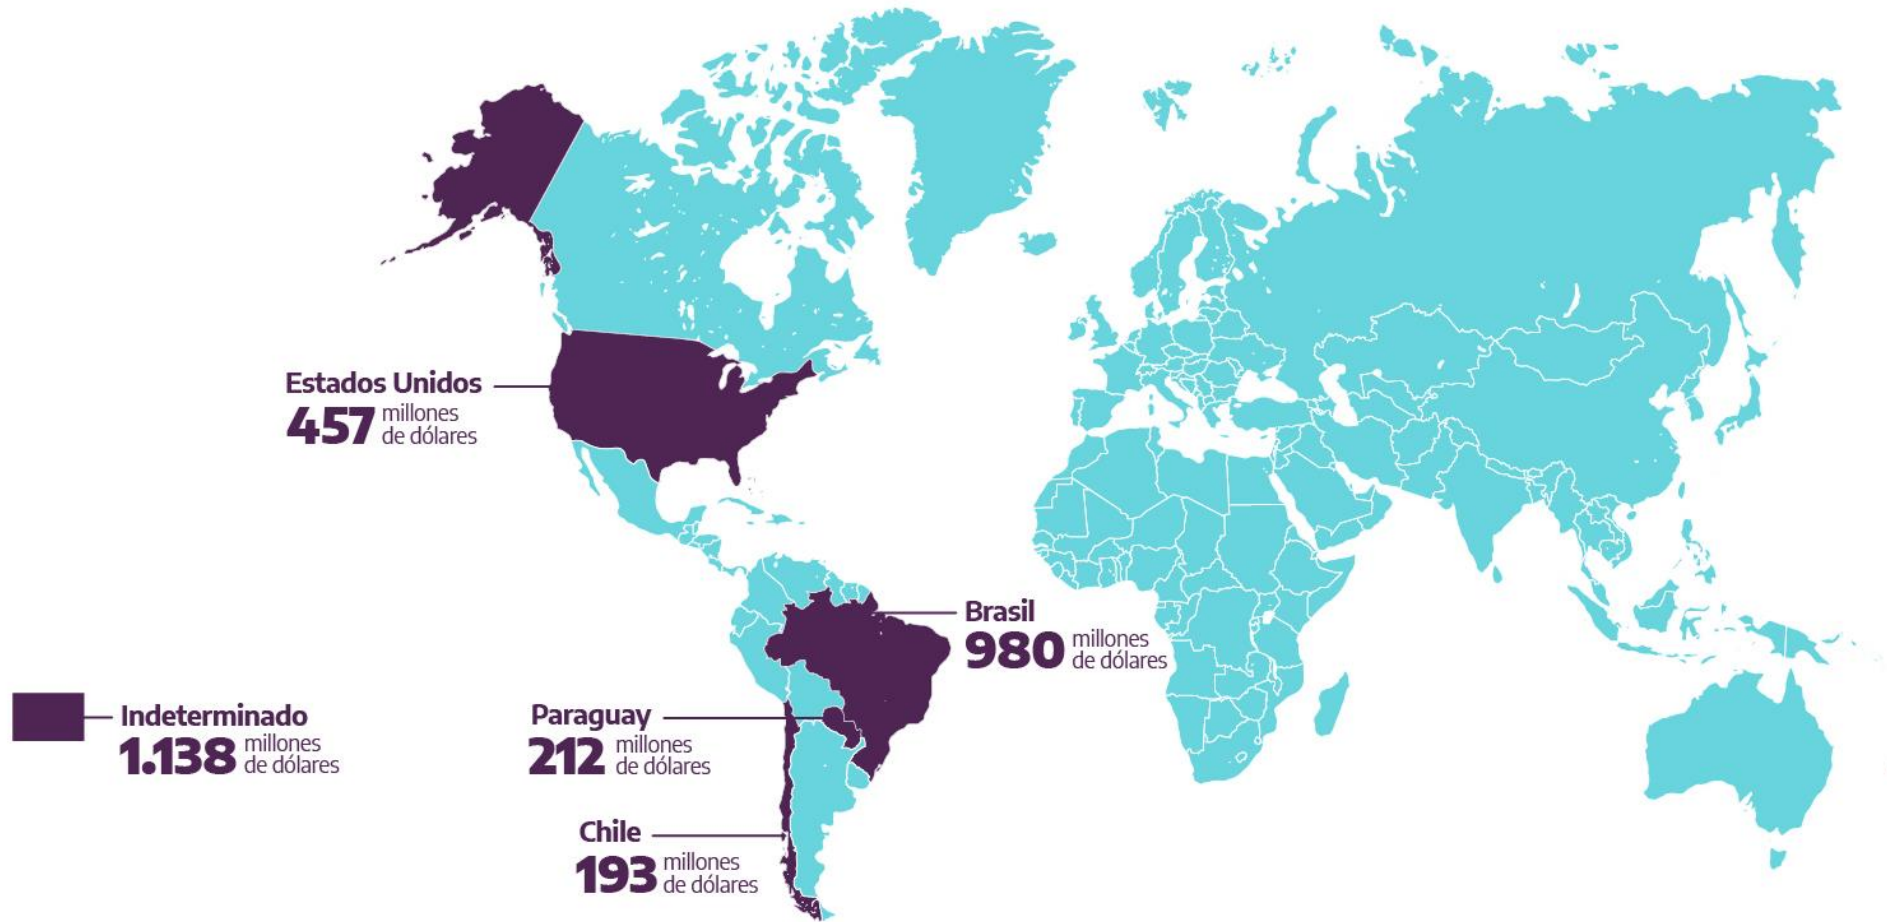 Estados Unidos
457 millones
de dólares
Brasil
980 millones
de dólares
Indeterminado
1.138 millones
de dólares
Paraguay
212 millones
de dólares
Chile
193 millones
de dólares